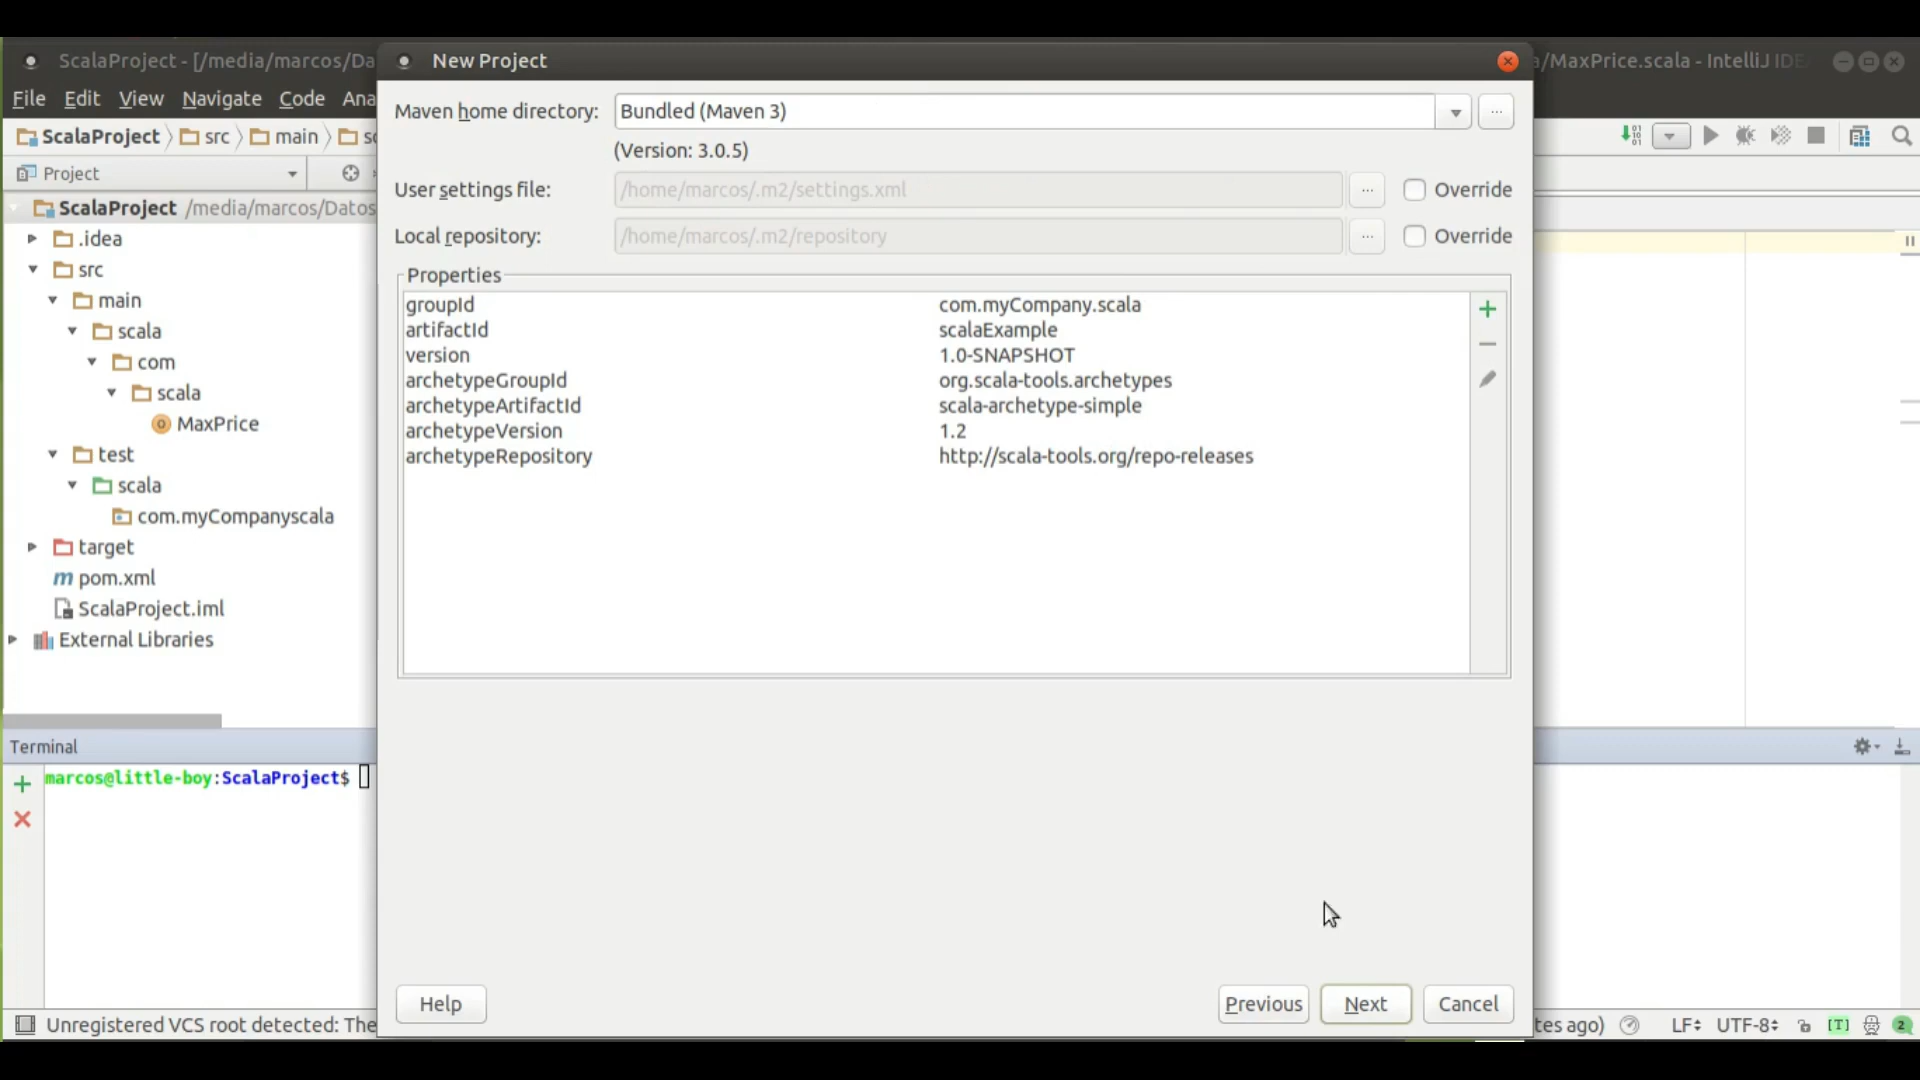 ScalaProject - [/media/marcos/Da
New Project
/MaxPrice.scala - IntelliJ IDE
File Edit View Navigate Code Ana
Maven home directory: Bundled (Maven 3) ...
ScalaProject src main sc
(Version: 3.0.5)
Project
User settings file: /home/marcos/.m2/settings.xml ... Override
ScalaProject /media/marcos/Datos
Local repository: /home/marcos/.m2/repository ... Override
.idea
src
main
scala
com
scala
MaxPrice
test
scala
com.myCompanyscala
target
pom.xml
ScalaProject.iml
External Libraries
Properties
groupId com.myCompany.scala
artifactId scalaExample
version 1.0-SNAPSHOT
archetypeGroupId org.scala-tools.archetypes
archetypeArtifactId scala-archetype-simple
archetypeVersion 1.2
archetypeRepository http://scala-tools.org/repo-releases
Terminal
marcos@little-boy:ScalaProject$
Help Previous Next Cancel
Unregistered VCS root detected: The
tes ago) LF UTF-8 [T] 2